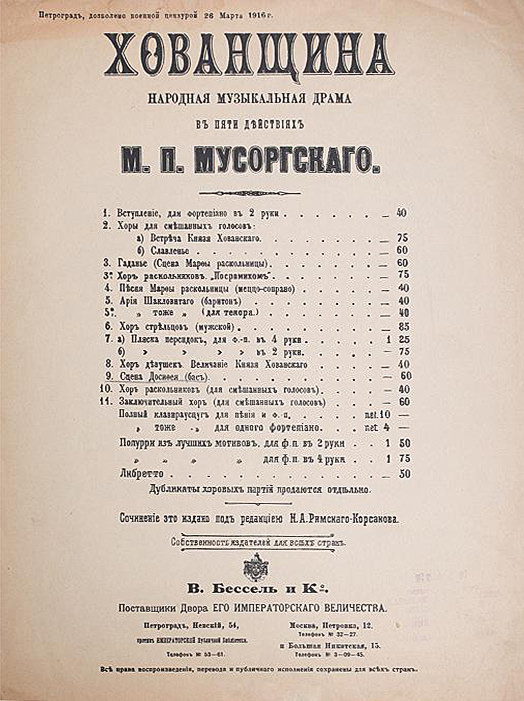 Петроградъ, дозволено военной цензурой 26 Марта 1916 г.
ХОВАНЩИНА
НАРОДНАЯ МУЗЫКАЛЬНАЯ ДРАМА
ВЪ ПЯТИ ДѢЙСТВІЯХЪ
М. П. МУСОРГСКАГО.
1. Вступленіе, для фортепіано въ 2 руки — 40
2. Хоры для смѣшанныхъ голосовъ:
а) Встрѣча Князя Хованскаго. — 75
б) Славленье — 60
3. Гаданье (Сцена Марѳы раскольницы) — 60
3а. Хоръ раскольниковъ „Посрамихомъ" — 75
4. Пѣсня Марѳы раскольницы (меццо-сопрано) — 40
5. Арія Шакловитаго (баритонъ) — 40
5а. „ тоже „ (для тенора.) — 40
6. Хоръ стрѣльцовъ (мужской) — 85
7. а) Пляска персидокъ, для ф.-п. въ 4 руки 1 25
б) » » » » въ 2 руки. — 75
8. Хоръ дѣвушекъ Величаніе Князя Хованскаго — 40
9. Сцена Досиѳея (басъ) — 60
10. Хоръ раскольниковъ (для смѣшанныхъ голосовъ) — 40
11. Заключительный хоръ (для смѣшанныхъ голосовъ) — 60
Полный клавираусцугъ для пѣнія и ф.-п. net. 10 —
„ тоже „ для одного фортепіано net. 4 —
Попурри изъ лучшихъ мотивовъ, для ф.п. въ 2 руки 1 50
„ „ „ „ для ф.п. въ 4 руки 1 75
Либретто — 50
Дубликаты хоровыхъ партій продаются отдѣльно.
Сочиненіе это издано подъ редакціею Н.А.Римскаго-Корсакова.
Собственность издателей для всѣхъ странъ.
В. Бессель и Ко.
Поставщики Двора ЕГО ИМПЕРАТОРСКАГО ВЕЛИЧЕСТВА.
Петроградъ, Невскій, 54,
противъ ИМПЕРАТОРСКОЙ Публичной Библіотеки.
Телефонъ № 53—61.
Москва, Петровка, 12,
Телефонъ № 32—27.
и Большая Никитская, 15.
Телефонъ № 3—09—45.
Всѣ права воспроизведенія, перевода и публичнаго исполненія сохранены для всѣхъ странъ.